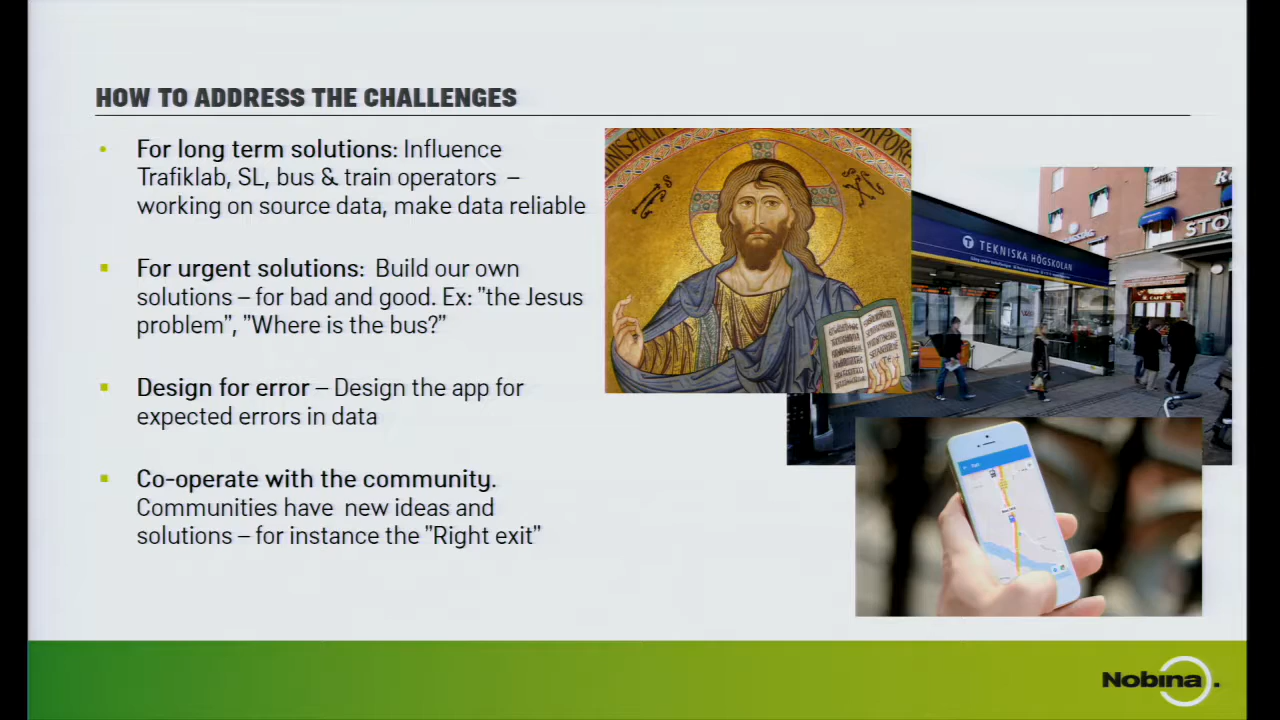 HOW TO ADDRESS THE CHALLENGES
For long term solutions: Influence
Trafiklab, SL, bus & train operators –
working on source data, make data reliable
For urgent solutions: Build our own
solutions – for bad and good. Ex: "the Jesus
problem", "Where is the bus?"
Design for error – Design the app for
expected errors in data
Co-operate with the community.
Communities have new ideas and
solutions – for instance the "Right exit"
TEKNISKA HÖGSKOLAN
CAFE
Nobina